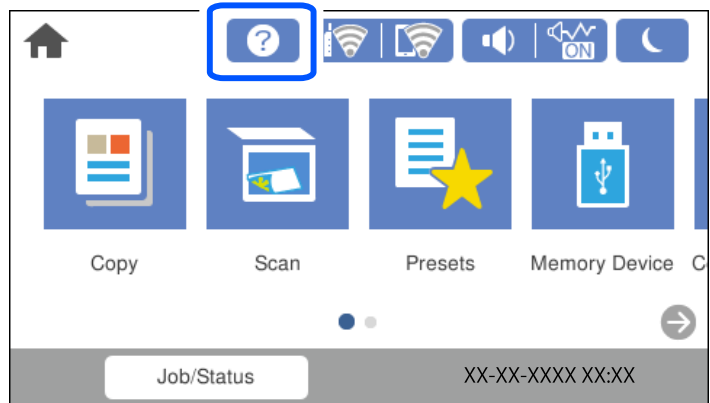 ?
ON
Copy Scan Presets Memory Device C
Job/Status XX-XX-XXXX XX:XX